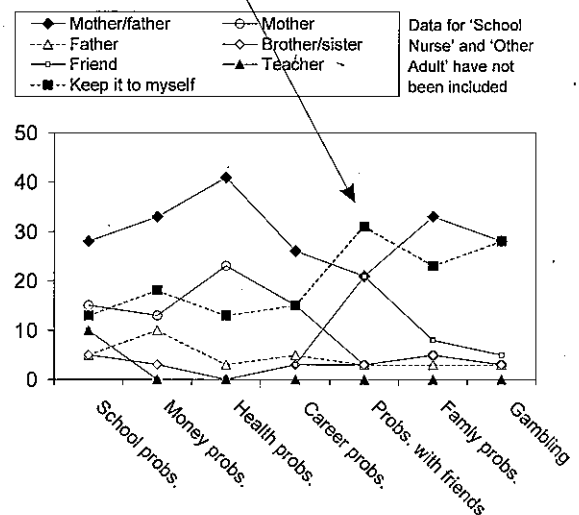 Mother/father Mother
Father Brother/sister
Friend Teacher
Keep it to myself
Data for 'School
Nurse' and 'Other
Adult' have not
been included
50
40
30
20
10
0
School probs.
Money probs.
Health probs.
Career probs.
Probs. with friends
Famly probs.
Gambling